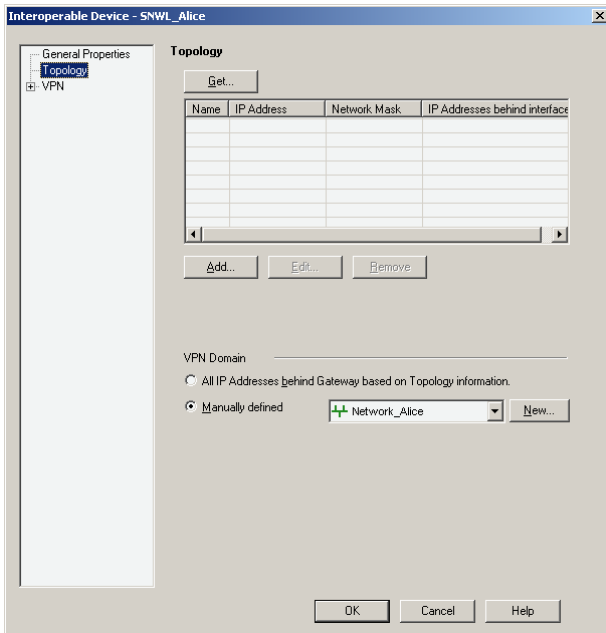 Interoperable Device - SNWL_Alice
General Properties
Topology
VPN
Topology
Get...
Name IP Address Network Mask IP Addresses behind interface
Add... Edit... Remove
VPN Domain
All IP Addresses behind Gateway based on Topology information.
Manually defined Network_Alice New...
OK Cancel Help